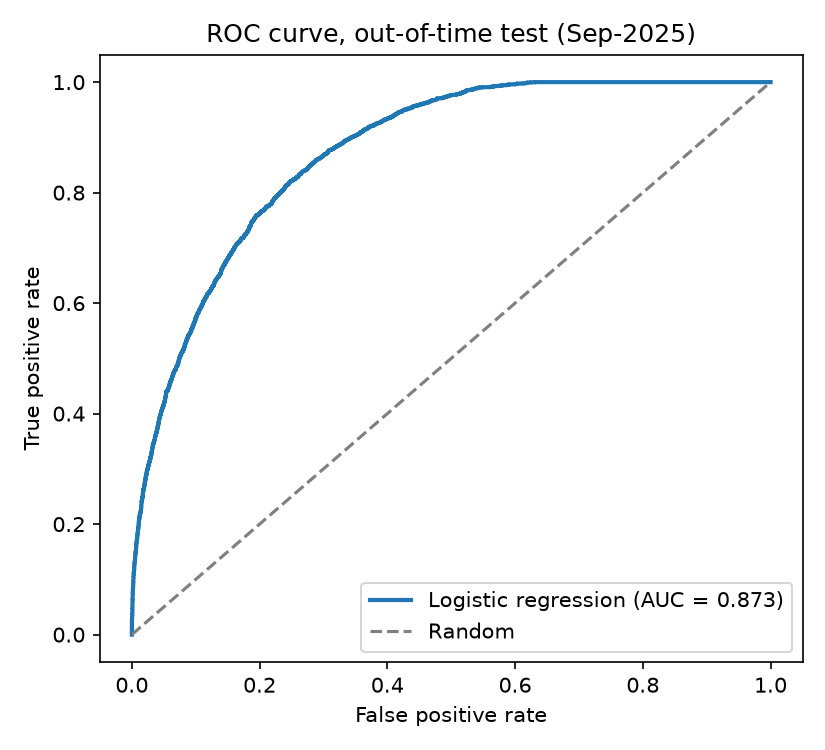 ROC curve, out-of-time test (Sep-2025)
True positive rate
1.0
0.8
0.6
0.4
0.2
0.0
Logistic regression (AUC = 0.873)
Random
0.0 0.2 0.4 0.6 0.8 1.0
False positive rate